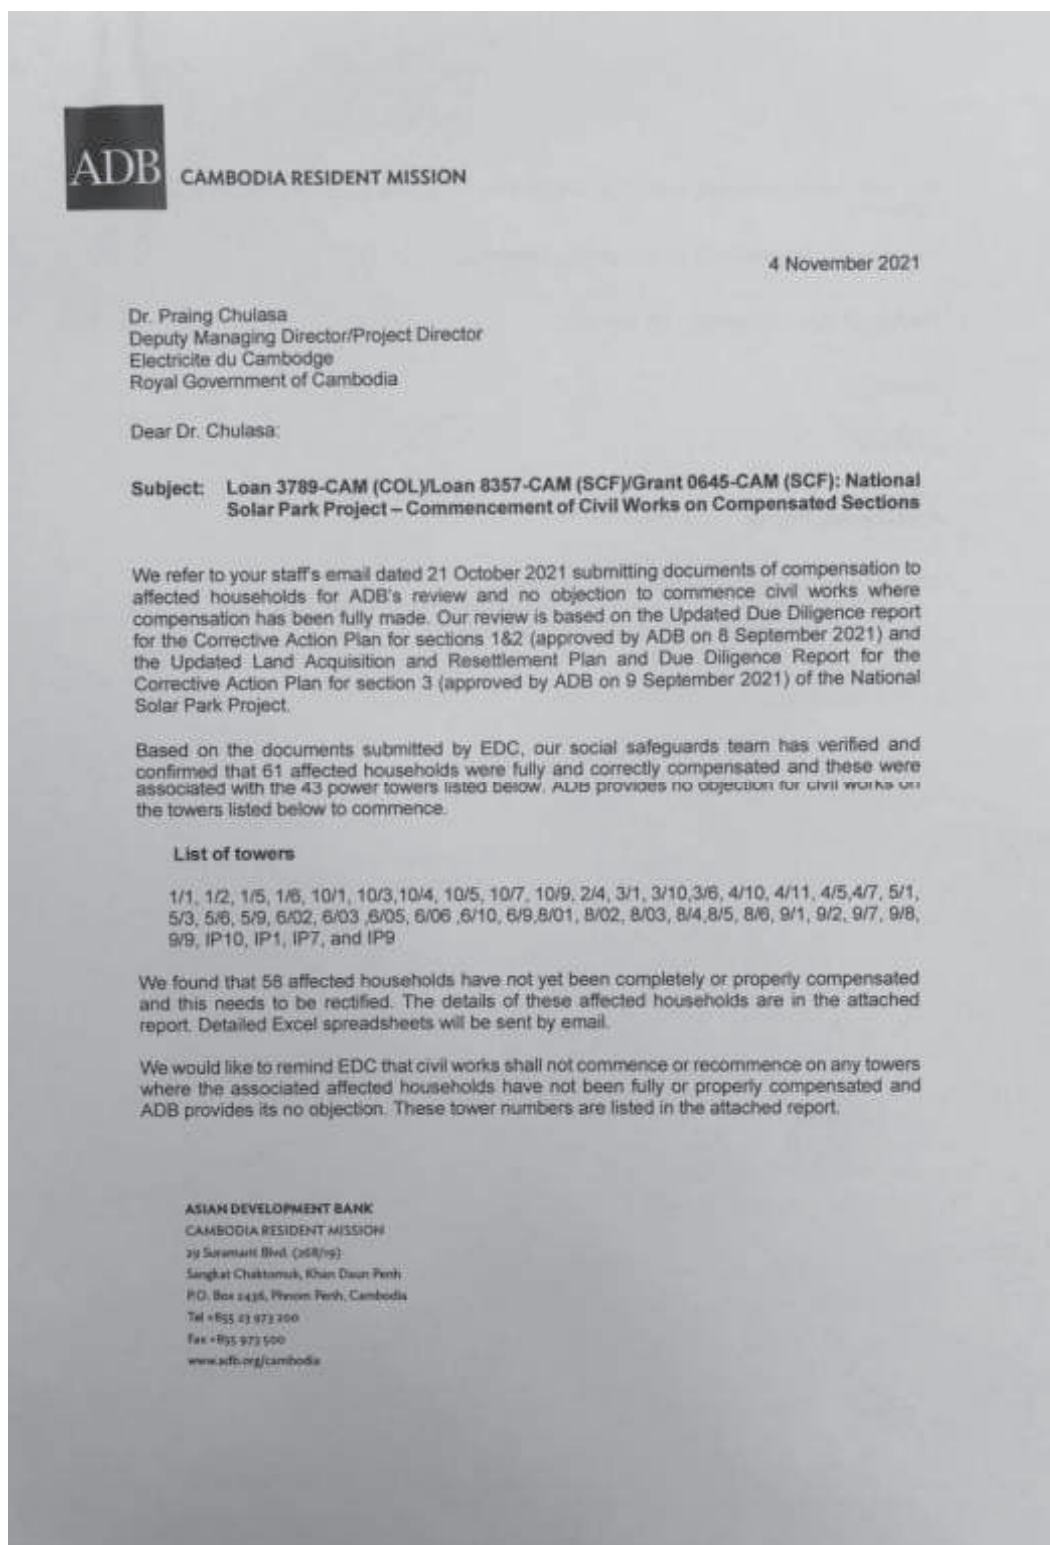 ADB CAMBODIA RESIDENT MISSION
4 November 2021
Dr. Praing Chulasa
Deputy Managing Director/Project Director
Electricite du Cambodge
Royal Government of Cambodia
Dear Dr. Chulasa:
Subject: Loan 3789-CAM (COL)/Loan 8357-CAM (SCF)/Grant 0645-CAM (SCF): National
Solar Park Project – Commencement of Civil Works on Compensated Sections
We refer to your staff's email dated 21 October 2021 submitting documents of compensation to
affected households for ADB's review and no objection to commence civil works where
compensation has been fully made. Our review is based on the Updated Due Diligence report
for the Corrective Action Plan for sections 1&2 (approved by ADB on 8 September 2021) and
the Updated Land Acquisition and Resettlement Plan and Due Diligence Report for the
Corrective Action Plan for section 3 (approved by ADB on 9 September 2021) of the National
Solar Park Project.
Based on the documents submitted by EDC, our social safeguards team has verified and
confirmed that 61 affected households were fully and correctly compensated and these were
associated with the 43 power towers listed below. ADB provides no objection for civil works on
the towers listed below to commence.
List of towers
1/1, 1/2, 1/5, 1/6, 10/1, 10/3,10/4, 10/5, 10/7, 10/9, 2/4, 3/1, 3/10,3/6, 4/10, 4/11, 4/5,4/7, 5/1,
5/3, 5/6, 5/9, 6/02, 6/03 ,6/05, 6/06 ,6/10, 6/9,8/01, 8/02, 8/03, 8/4,8/5, 8/6, 9/1, 9/2, 9/7, 9/8,
9/9, IP10, IP1, IP7, and IP9
We found that 58 affected households have not yet been completely or properly compensated
and this needs to be rectified. The details of these affected households are in the attached
report. Detailed Excel spreadsheets will be sent by email.
We would like to remind EDC that civil works shall not commence or recommence on any towers
where the associated affected households have not been fully or properly compensated and
ADB provides its no objection. These tower numbers are listed in the attached report.
ASIAN DEVELOPMENT BANK
CAMBODIA RESIDENT MISSION
29 Suramarit Blvd. (268/19)
Sangkat Chaktomuk, Khan Daun Penh
P.O. Box 2436, Phnom Penh, Cambodia
Tel +855 23 973 200
Fax +855 973 500
www.adb.org/cambodia